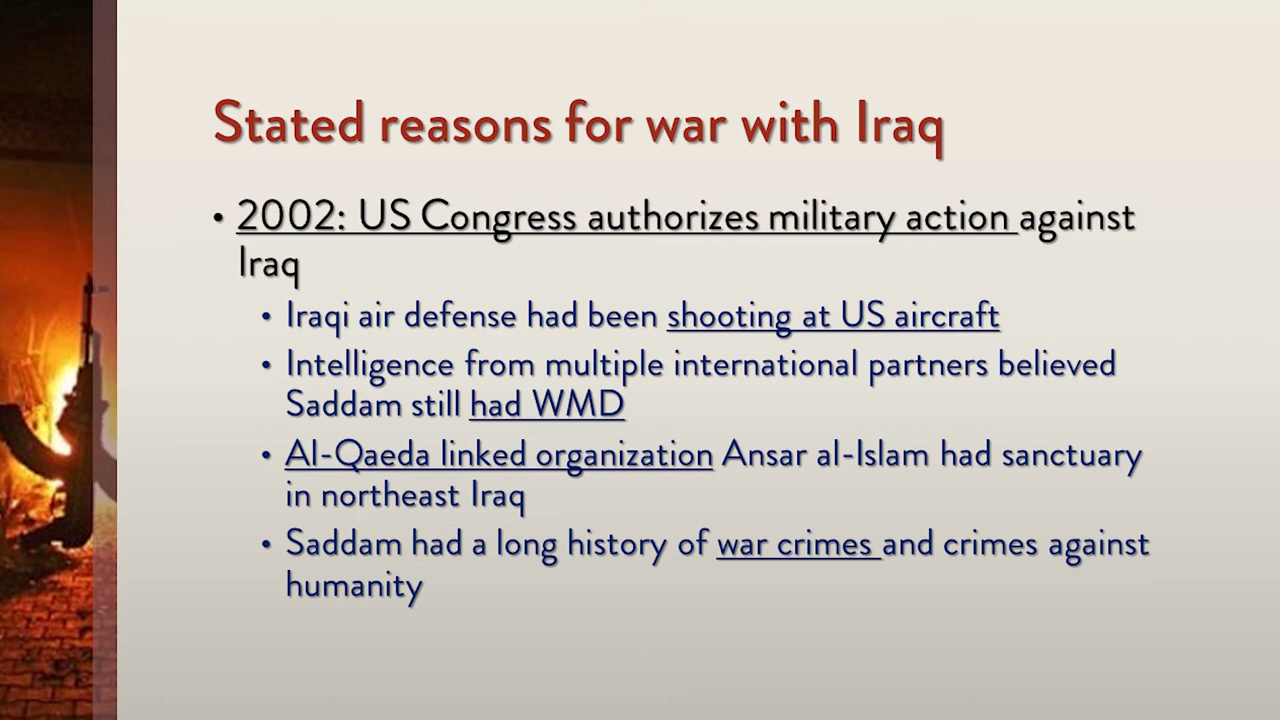 Stated reasons for war with Iraq
• 2002: US Congress authorizes military action against
Iraq
• Iraqi air defense had been shooting at US aircraft
• Intelligence from multiple international partners believed
Saddam still had WMD
• Al-Qaeda linked organization Ansar al-Islam had sanctuary
in northeast Iraq
• Saddam had a long history of war crimes and crimes against
humanity